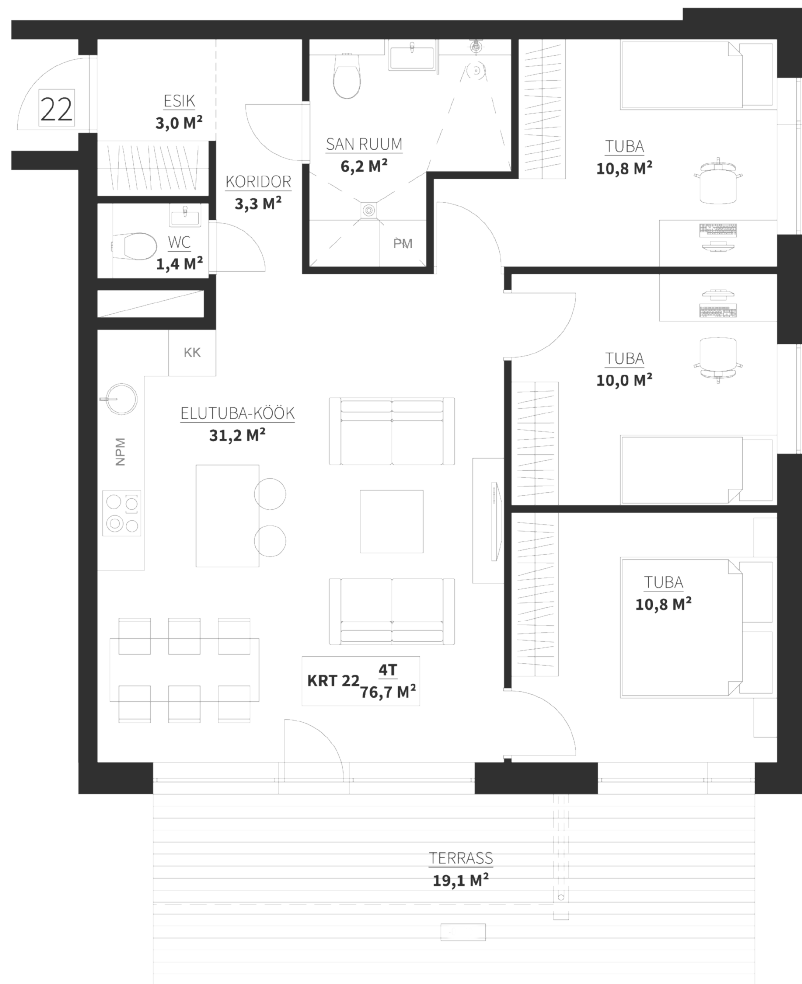 22
ESIK
3,0 M²
SAN RUUM
6,2 M²
TUBA
10,8 M²
KORIDOR
3,3 M²
WC
1,4 M²
PM
KK
TUBA
10,0 M²
ELUTUBA-KÖÖK
31,2 M²
NPM
TUBA
10,8 M²
KRT 22
4T
76,7 M²
TERRASS
19,1 M²